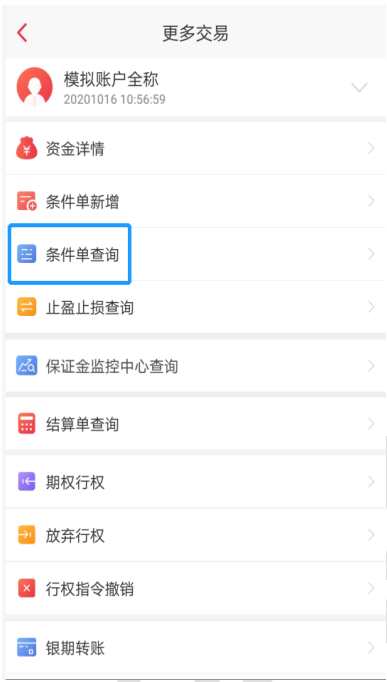 更多交易
模拟账户全称
20201016 10:56:59
资金详情
条件单新增
条件单查询
止盈止损查询
保证金监控中心查询
结算单查询
期权行权
放弃行权
行权指令撤销
银期转账